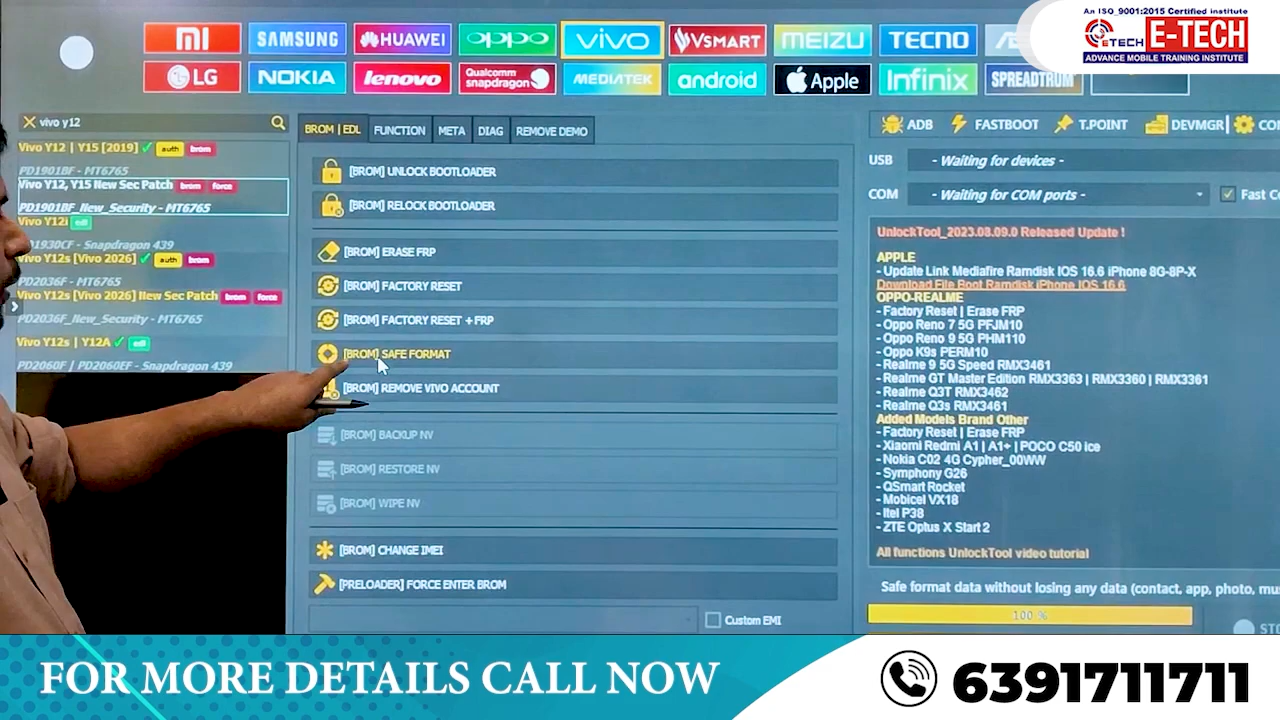 An ISO_9001:2015 Certified institute
ETECH E-TECH
ADVANCE MOBILE TRAINING INSTITUTE
mi SAMSUNG HUAWEI oppo vivo VSMART MEIZU TECNO
LG NOKIA lenovo Qualcomm snapdragon MEDIATEK android Apple Infinix SPREADTRUM
vivo y12
Vivo Y12 | Y15 [2019] auth brom
PD1901BF - MT6765
Vivo Y12, Y15 New Sec Patch brom force
PD1901BF_New_Security - MT6765
Vivo Y12i edl
D1930CF - Snapdragon 439
Vivo Y12s [Vivo 2026] auth brom
PD2036F - MT6765
Vivo Y12s [Vivo 2026] New Sec Patch brom force
PD2036F_New_Security - MT6765
Vivo Y12s | Y12A edl
PD2060F | PD2060EF - Snapdragon 439
BROM | EDL FUNCTION META DIAG REMOVE DEMO
[BROM] UNLOCK BOOTLOADER
[BROM] RELOCK BOOTLOADER
[BROM] ERASE FRP
[BROM] FACTORY RESET
[BROM] FACTORY RESET + FRP
[BROM] SAFE FORMAT
[BROM] REMOVE VIVO ACCOUNT
[BROM] BACKUP NV
[BROM] RESTORE NV
[BROM] WIPE NV
[BROM] CHANGE IMEI
[PRELOADER] FORCE ENTER BROM
Custom EMI
ADB FASTBOOT T.POINT DEVMGR CO
USB - Waiting for devices -
COM - Waiting for COM ports - Fast C
UnlockTool_2023.08.09.0 Released Update !
APPLE
- Update Link Mediafire Ramdisk IOS 16.6 iPhone 8G-8P-X
Download File Boot Ramdisk iPhone IOS 16.6
OPPO-REALME
- Factory Reset | Erase FRP
- Oppo Reno 7 5G PFJM10
- Oppo Reno 9 5G PHM110
- Oppo K9s PERM10
- Realme 9 5G Speed RMX3461
- Realme GT Master Edition RMX3363 | RMX3360 | RMX3361
- Realme Q3T RMX3462
- Realme Q3s RMX3461
Added Models Brand Other
- Factory Reset | Erase FRP
- Xiaomi Redmi A1 | A1+ | POCO C50 ice
- Nokia C02 4G Cypher_00WW
- Symphony G26
- QSmart Rocket
- Mobicel VX18
- Itel P38
- ZTE Optus X Start 2
All functions UnlockTool video tutorial
Safe format data without losing any data (contact, app, photo, mu
100 %
STO
FOR MORE DETAILS CALL NOW
6391711711